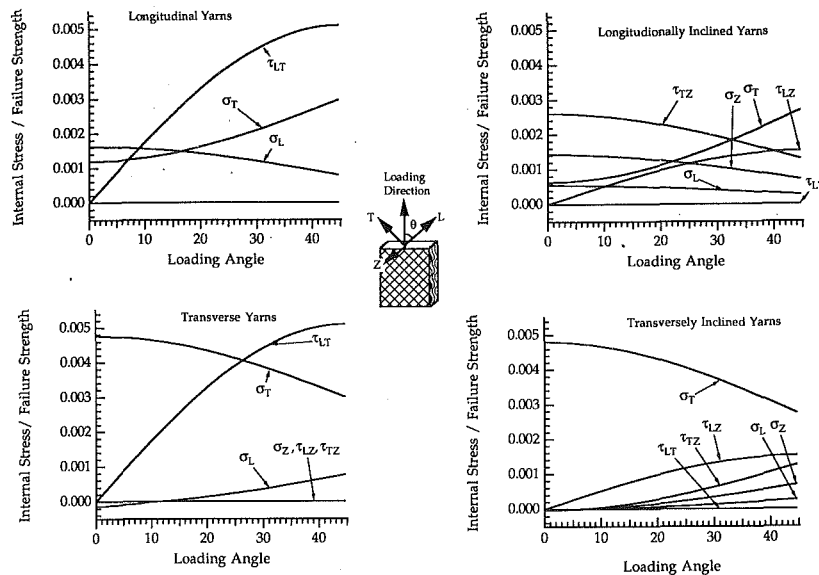 Longitudinal Yarns
Internal Stress / Failure Strength
0.005
0.004
0.003
0.002
0.001
0.000
τLT
σT
σL
0 10 20 30 40
Loading Angle
Longitudionally Inclined Yarns
Internal Stress/ Failure Strength
0.005
0.004
0.003
0.002
0.001
0.000
τTZ
σZ
σT
τLZ
σL
τLT
0 10 20 30 40
Loading Angle
Loading
Direction
T
θ
L
Z
Transverse Yarns
Internal Stress / Failure Strength
0.005
0.004
0.003
0.002
0.001
0.000
τLT
σT
σL
σZ, τLZ, τTZ
0 10 20 30 40
Loading Angle
Transversely Inclined Yarns
Internal Stress / Failure Strength
0.005
0.004
0.003
0.002
0.001
0.000
σT
τLT
τTZ
τLZ
σL
σZ
0 10 20 30 40
Loading Angle